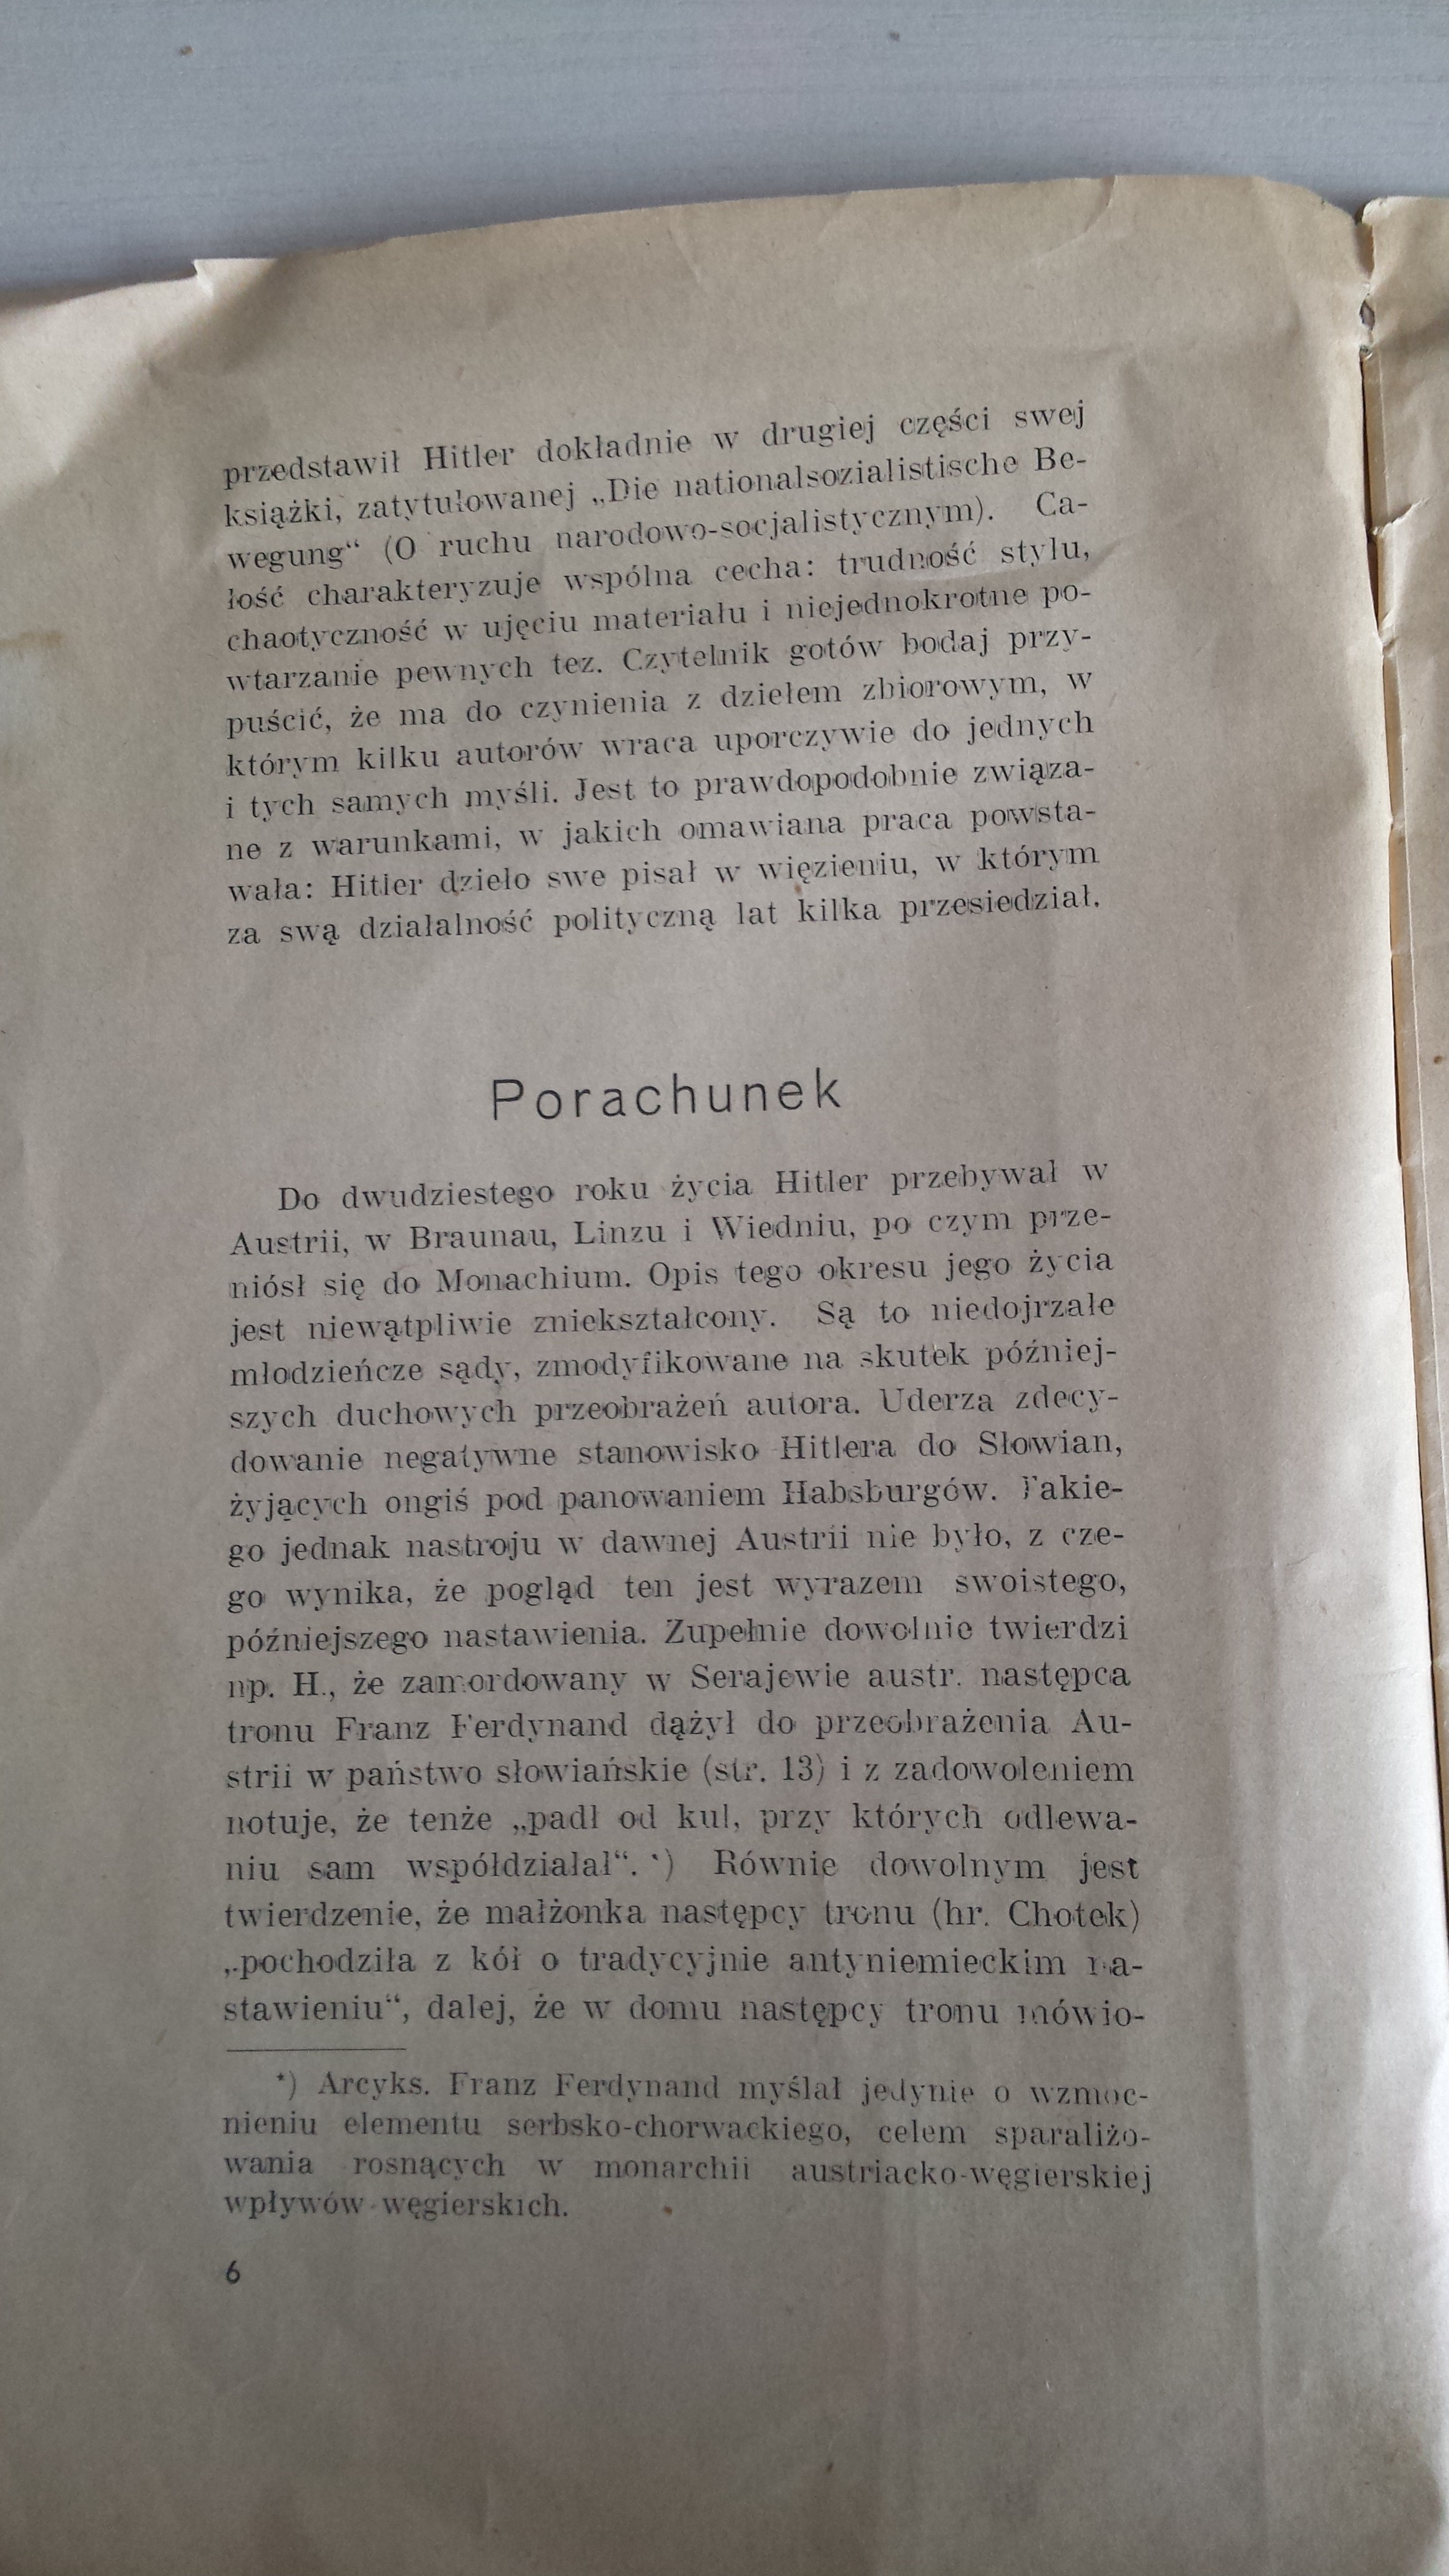 przedstawił Hitler dokładnie w drugiej części swej
książki, zatytułowanej „Die nationalsozialistische Be-
wegung“ (O ruchu narodowo-socjalistycznym). Ca-
łość charakteryzuje wspólna cecha: trudność stylu,
chaotyczność w ujęciu materiału i niejednokrotne po-
wtarzanie pewnych tez. Czytelnik gotów bodaj przy-
puścić, że ma do czynienia z dziełem zbiorowym, w
którym kilku autorów wraca uporczywie do jednych
i tych samych myśli. Jest to prawdopodobnie związa-
ne z warunkami, w jakich omawiana praca powsta-
wała: Hitler dzieło swe pisał w więzieniu, w którym
za swą działalność polityczną lat kilka przesiedział.
Porachunek
Do dwudziestego roku życia Hitler przebywał w
Austrii, w Braunau, Linzu i Wiedniu, po czym prze-
niósł się do Monachium. Opis tego okresu jego życia
jest niewątpliwie zniekształcony. Są to niedojrzałe
młodzieńcze sądy, zmodyfikowane na skutek później-
szych duchowych przeobrażeń autora. Uderza zdecy-
dowanie negatywne stanowisko Hitlera do Słowian,
żyjących ongiś pod panowaniem Habsburgów. Takie-
go jednak nastroju w dawnej Austrii nie było, z cze-
go wynika, że pogląd ten jest wyrazem swoistego,
późniejszego nastawienia. Zupełnie dowolnie twierdzi
np. H., że zamordowany w Serajewie austr. następca
tronu Franz Ferdynand dążył do przeobrażenia Au-
strii w państwo słowiańskie (str. 13) i z zadowoleniem
notuje, że tenże „padł od kul, przy których odlewa-
niu sam współdziałał“. *) Równie dowolnym jest
twierdzenie, że małżonka następcy tronu (hr. Chotek)
„pochodziła z kół o tradycyjnie antyniemieckim na-
stawieniu“, dalej, że w domu następcy tronu mówio-
*) Arcyks. Franz Ferdynand myślał jedynie o wzmoc-
nieniu elementu serbsko-chorwackiego, celem sparaliżo-
wania rosnących w monarchii austriacko-węgierskiej
wpływów węgierskich.
6